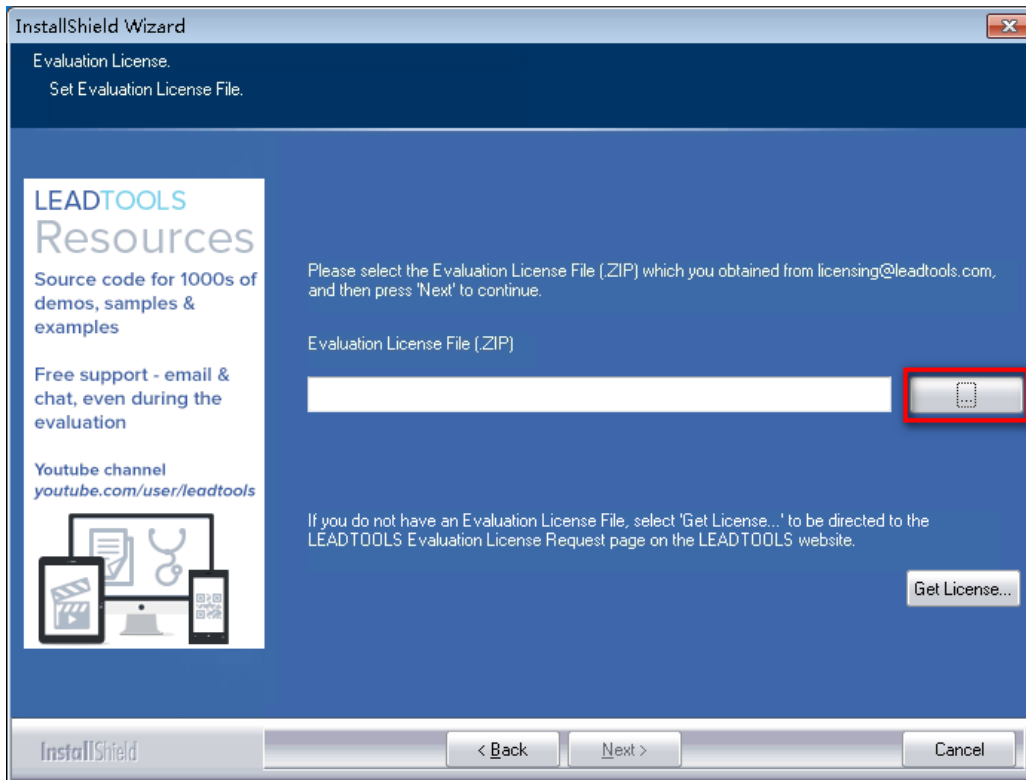 InstallShield Wizard
Evaluation License.
Set Evaluation License File.
LEADTOOLS
Resources
Source code for 1000s of
demos, samples &
examples
Free support - email &
chat, even during the
evaluation
Youtube channel
youtube.com/user/leadtools
Please select the Evaluation License File (.ZIP) which you obtained from licensing@leadtools.com,
and then press 'Next' to continue.
Evaluation License File (.ZIP)
...
If you do not have an Evaluation License File, select 'Get License...' to be directed to the
LEADTOOLS Evaluation License Request page on the LEADTOOLS website.
Get License...
InstallShield
< Back
Next >
Cancel